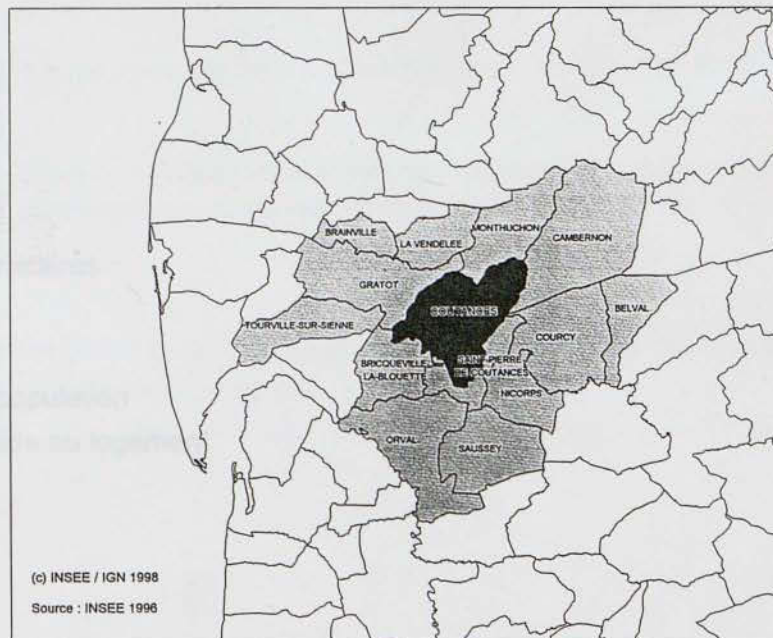 BRAINVILLE
LA VENDELEE
MONTHUCHON
CAMBERNON
GRATOT
BELVAL
COUTANCES
TOURVILLE-SUR-SIENNE
COURCY
BRICQUEVILLE
LA-BLOUETT
SAINT-PIERRE
DE COUTANCES
NICORPS
ORVAL
SAUSSEY
(c) INSEE / IGN 1998
Source : INSEE 1996